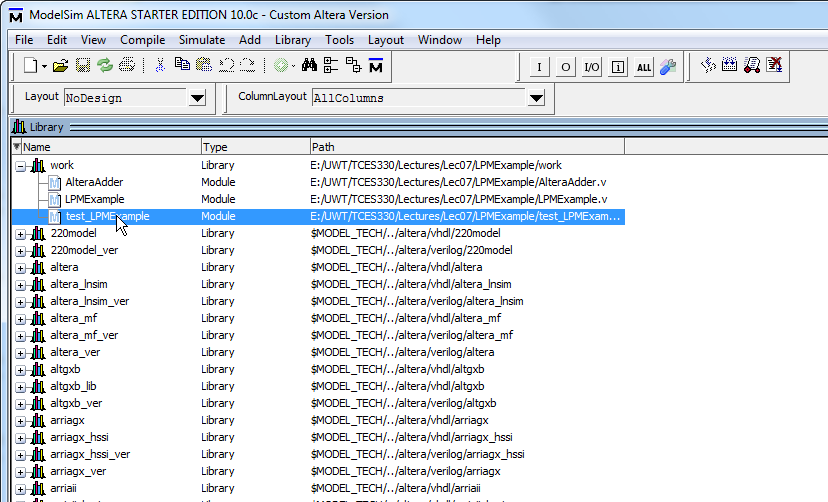 ModelSim ALTERA STARTER EDITION 10.0c - Custom Altera Version
File Edit View Compile Simulate Add Library Tools Layout Window Help
I O I/O i ALL
Layout NoDesign ColumnLayout AllColumns
Library
Name Type Path
work Library E:/UWT/TCES330/Lectures/Lec07/LPMExample/work
AlteraAdder Module E:/UWT/TCES330/Lectures/Lec07/LPMExample/AlteraAdder.v
LPMExample Module E:/UWT/TCES330/Lectures/Lec07/LPMExample/LPMExample.v
test_LPMExample Module E:/UWT/TCES330/Lectures/Lec07/LPMExample/test_LPMExam...
220model Library $MODEL_TECH/../altera/vhdl/220model
220model_ver Library $MODEL_TECH/../altera/verilog/220model
altera Library $MODEL_TECH/../altera/vhdl/altera
altera_lnsim Library $MODEL_TECH/../altera/vhdl/altera_lnsim
altera_lnsim_ver Library $MODEL_TECH/../altera/verilog/altera_lnsim
altera_mf Library $MODEL_TECH/../altera/vhdl/altera_mf
altera_mf_ver Library $MODEL_TECH/../altera/verilog/altera_mf
altera_ver Library $MODEL_TECH/../altera/verilog/altera
altgxb Library $MODEL_TECH/../altera/vhdl/altgxb
altgxb_lib Library $MODEL_TECH/../altera/vhdl/altgxb
altgxb_ver Library $MODEL_TECH/../altera/verilog/altgxb
arriagx Library $MODEL_TECH/../altera/vhdl/arriagx
arriagx_hssi Library $MODEL_TECH/../altera/vhdl/arriagx_hssi
arriagx_hssi_ver Library $MODEL_TECH/../altera/verilog/arriagx_hssi
arriagx_ver Library $MODEL_TECH/../altera/verilog/arriagx
arriaii Library $MODEL_TECH/../altera/vhdl/arriaii